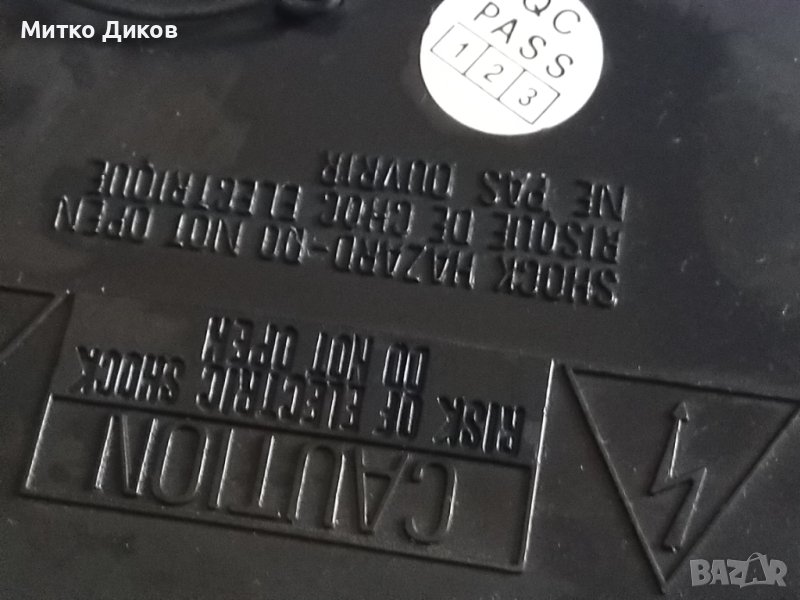 Митко Диков
QC
PASS
1 2 3
CAUTION
RISK OF ELECTRIC SHOCK
DO NOT OPEN
SHOCK HAZARD-DO NOT OPEN
RISQUE DE CHOC ELECTRIQUE
NE PAS OUVRIR
BAZAR